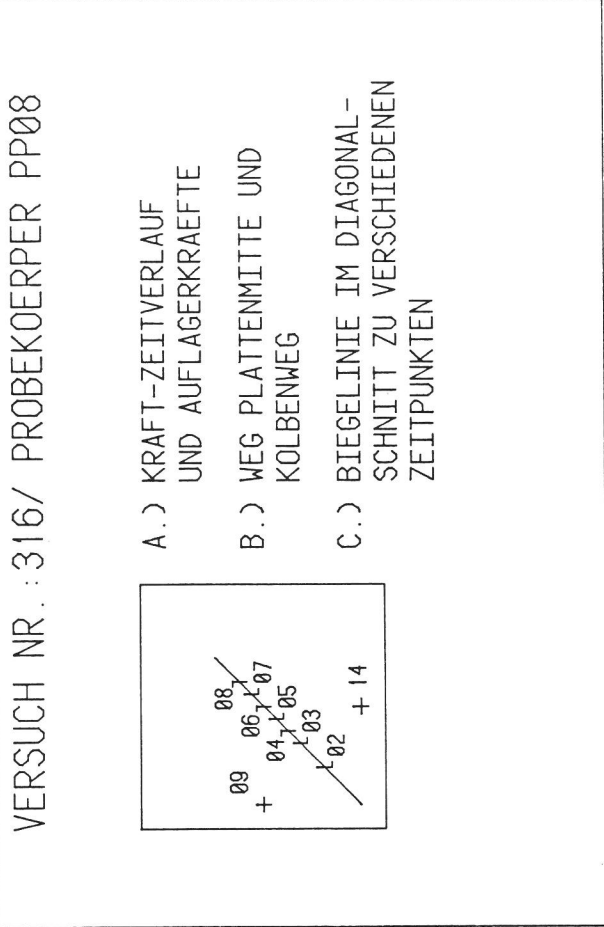 VERSUCH NR.:316/ PROBEKOERPER PP08
A.) KRAFT-ZEITVERLAUF
UND AUFLAGERKRAEFTE
B.) WEG PLATTENMITTE UND
KOLBENWEG
C.) BIEGELINIE IM DIAGONAL-
SCHNITT ZU VERSCHIEDENEN
ZEITPUNKTEN
09
08
07
06
05
04
03
02
14